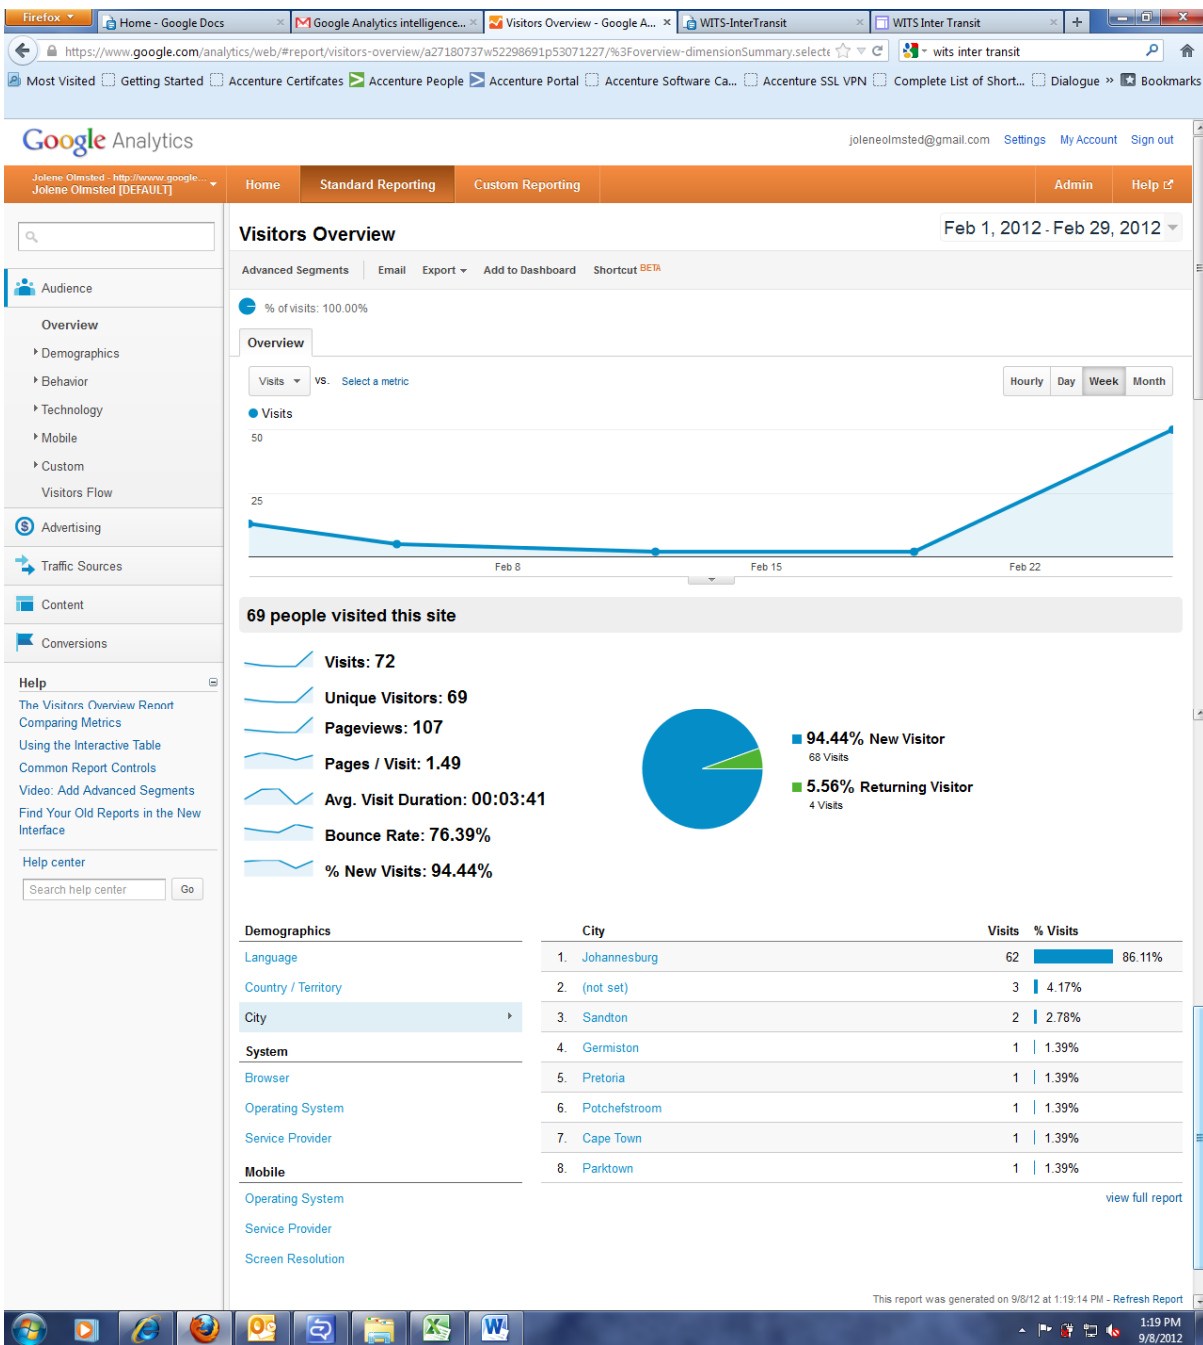 Firefox
Home - Google Docs
Google Analytics intelligence...
Visitors Overview - Google A...
WITS-InterTransit
WITS Inter Transit
https://www.google.com/analytics/web/#report/visitors-overview/a27180737w52298691p53071227/%3Foverview-dimensionSummary.selecte
wits inter transit
Most Visited Getting Started Accenture Certifcates Accenture People Accenture Portal Accenture Software Ca... Accenture SSL VPN Complete List of Short... Dialogue » Bookmarks
Google Analytics
joleneolmsted@gmail.com Settings My Account Sign out
Jolene Olmsted - http://www.google...
Jolene Olmsted [DEFAULT]
Home Standard Reporting Custom Reporting Admin Help
Audience
Overview
Demographics
Behavior
Technology
Mobile
Custom
Visitors Flow
Advertising
Traffic Sources
Content
Conversions
Help
The Visitors Overview Report
Comparing Metrics
Using the Interactive Table
Common Report Controls
Video: Add Advanced Segments
Find Your Old Reports in the New
Interface
Help center
Search help center Go
Visitors Overview
Feb 1, 2012 - Feb 29, 2012
Advanced Segments Email Export Add to Dashboard Shortcut BETA
% of visits: 100.00%
Overview
Visits VS. Select a metric
Hourly Day Week Month
Visits
50
25
Feb 8 Feb 15 Feb 22
69 people visited this site
Visits: 72
Unique Visitors: 69
Pageviews: 107
Pages / Visit: 1.49
Avg. Visit Duration: 00:03:41
Bounce Rate: 76.39%
% New Visits: 94.44%
94.44% New Visitor
68 Visits
5.56% Returning Visitor
4 Visits
Demographics
Language
Country / Territory
City
System
Browser
Operating System
Service Provider
Mobile
Operating System
Service Provider
Screen Resolution
City Visits % Visits
1. Johannesburg 62 86.11%
2. (not set) 3 4.17%
3. Sandton 2 2.78%
4. Germiston 1 1.39%
5. Pretoria 1 1.39%
6. Potchefstroom 1 1.39%
7. Cape Town 1 1.39%
8. Parktown 1 1.39%
view full report
This report was generated on 9/8/12 at 1:19:14 PM - Refresh Report
1:19 PM
9/8/2012